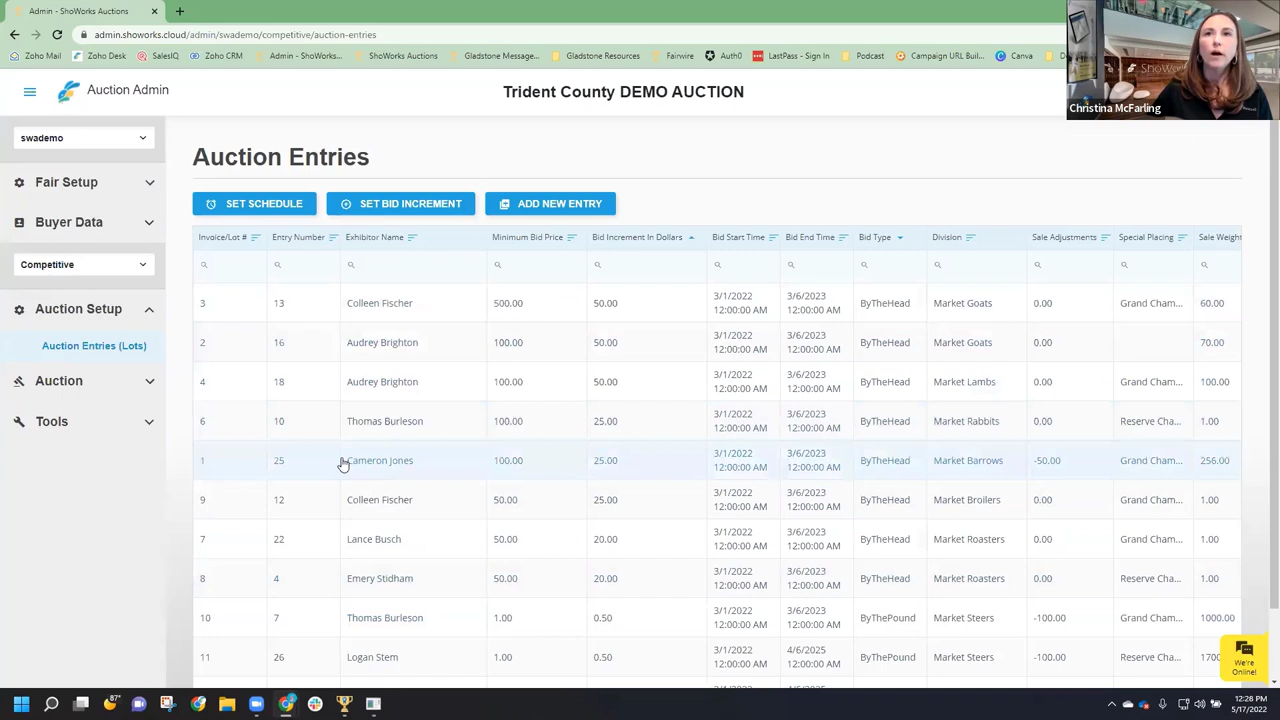 Admin - ShoWorks Auction
admin.showorks.cloud/admin/swademo/competitive/auction-entries
Zoho Mail Zoho Desk SalesIQ Zoho CRM Admin - ShoWorks... ShoWorks Auctions Gladstone Message... Gladstone Resources Fairwire Auth0 LastPass - Sign In Podcast Campaign URL Buil... Canva
Christina McFarling
Auction Admin
Trident County DEMO AUCTION
swademo
Fair Setup
Buyer Data
Competitive
Auction Setup
Auction Entries (Lots)
Auction
Tools
Auction Entries
SET SCHEDULE SET BID INCREMENT ADD NEW ENTRY
Invoice/Lot # Entry Number Exhibitor Name Minimum Bid Price Bid Increment In Dollars Bid Start Time Bid End Time Bid Type Division Sale Adjustments Special Placing Sale Weight
3 13 Colleen Fischer 500.00 50.00 3/1/2022 12:00:00 AM 3/6/2023 12:00:00 AM ByTheHead Market Goats 0.00 Grand Cham... 60.00
2 16 Audrey Brighton 100.00 50.00 3/1/2022 12:00:00 AM 3/6/2023 12:00:00 AM ByTheHead Market Goats 0.00 70.00
4 18 Audrey Brighton 100.00 50.00 3/1/2022 12:00:00 AM 3/6/2023 12:00:00 AM ByTheHead Market Lambs 0.00 Grand Cham... 100.00
6 10 Thomas Burleson 100.00 25.00 3/1/2022 12:00:00 AM 3/6/2023 12:00:00 AM ByTheHead Market Rabbits 0.00 Reserve Cha... 1.00
1 25 Cameron Jones 100.00 25.00 3/1/2022 12:00:00 AM 3/6/2023 12:00:00 AM ByTheHead Market Barrows -50.00 Grand Cham... 256.00
9 12 Colleen Fischer 50.00 25.00 3/1/2022 12:00:00 AM 3/6/2023 12:00:00 AM ByTheHead Market Broilers 0.00 Grand Cham... 1.00
7 22 Lance Busch 50.00 20.00 3/1/2022 12:00:00 AM 3/6/2023 12:00:00 AM ByTheHead Market Roasters 0.00 Grand Cham... 1.00
8 4 Emery Stidham 50.00 20.00 3/1/2022 12:00:00 AM 3/6/2023 12:00:00 AM ByTheHead Market Roasters 0.00 Reserve Cha... 1.00
10 7 Thomas Burleson 1.00 0.50 3/1/2022 12:00:00 AM 3/6/2023 12:00:00 AM ByThePound Market Steers -100.00 Grand Cham... 1000.00
11 26 Logan Stem 1.00 0.50 3/1/2022 12:00:00 AM 4/6/2025 12:00:00 AM ByThePound Market Steers -100.00 Reserve Cha...
We're
Online!
87°
12:28 PM
5/17/2022